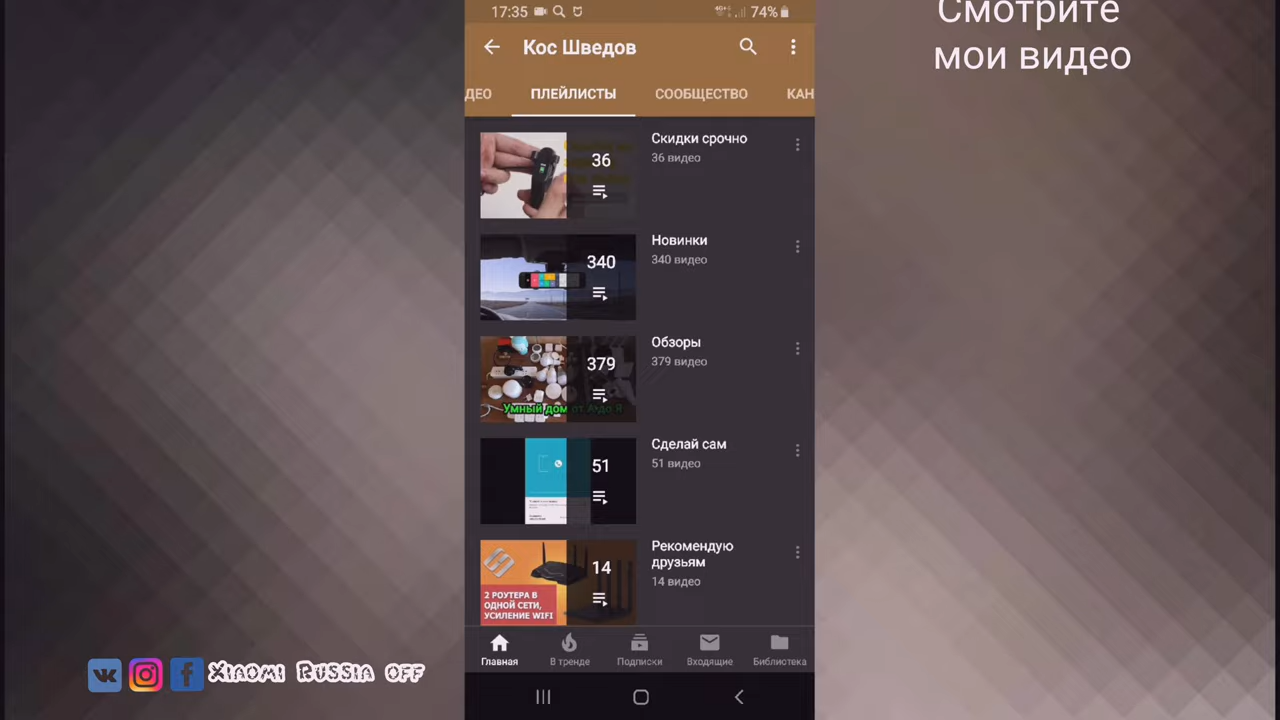 Смотрите
мои видео
17:35 74%
Кос Шведов
ДЕО ПЛЕЙЛИСТЫ СООБЩЕСТВО КАН
36
Скидки срочно
36 видео
340
Новинки
340 видео
379
Умный дом от А до Я
Обзоры
379 видео
51
Сделай сам
51 видео
14
2 РОУТЕРА В
ОДНОЙ СЕТИ,
УСИЛЕНИЕ WIFI
Рекомендую
друзьям
14 видео
Главная В тренде Подписки Входящие Библиотека
Xiaomi Russia off